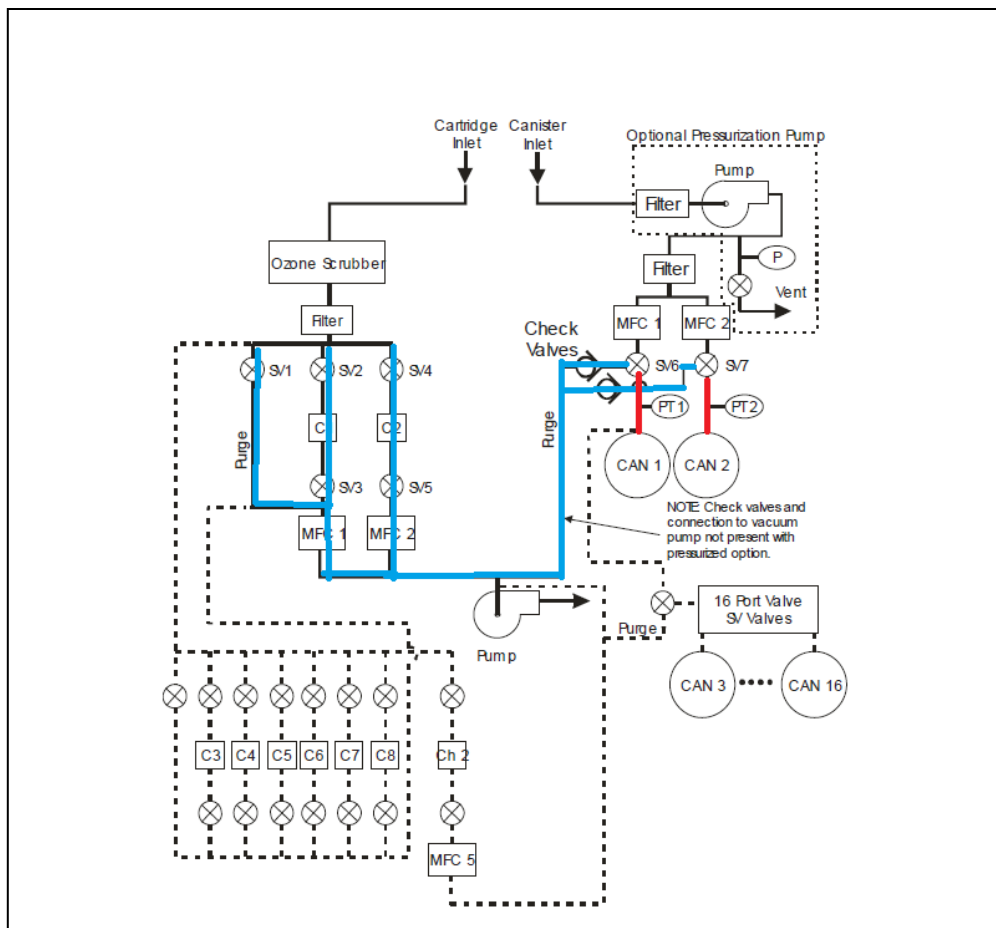 Cartridge
Inlet
Canister
Inlet
Optional Pressurization Pump
Pump
Filter
Ozone Scrubber
Filter
P
Vent
Filter
MFC 1
MFC 2
Check
Valves
SV1
SV2
SV4
SV6
SV7
C
C2
PT1
PT2
Purge
Purge
CAN 1
CAN 2
SV3
SV5
MFC 1
MFC 2
NOTE: Check valves and
connection to vacuum
pump not present with
pressurized option.
Pump
Purge
16 Port Valve
SV Valves
CAN 3
CAN 16
C3
C4
C5
C6
C7
C8
Ch 2
MFC 5